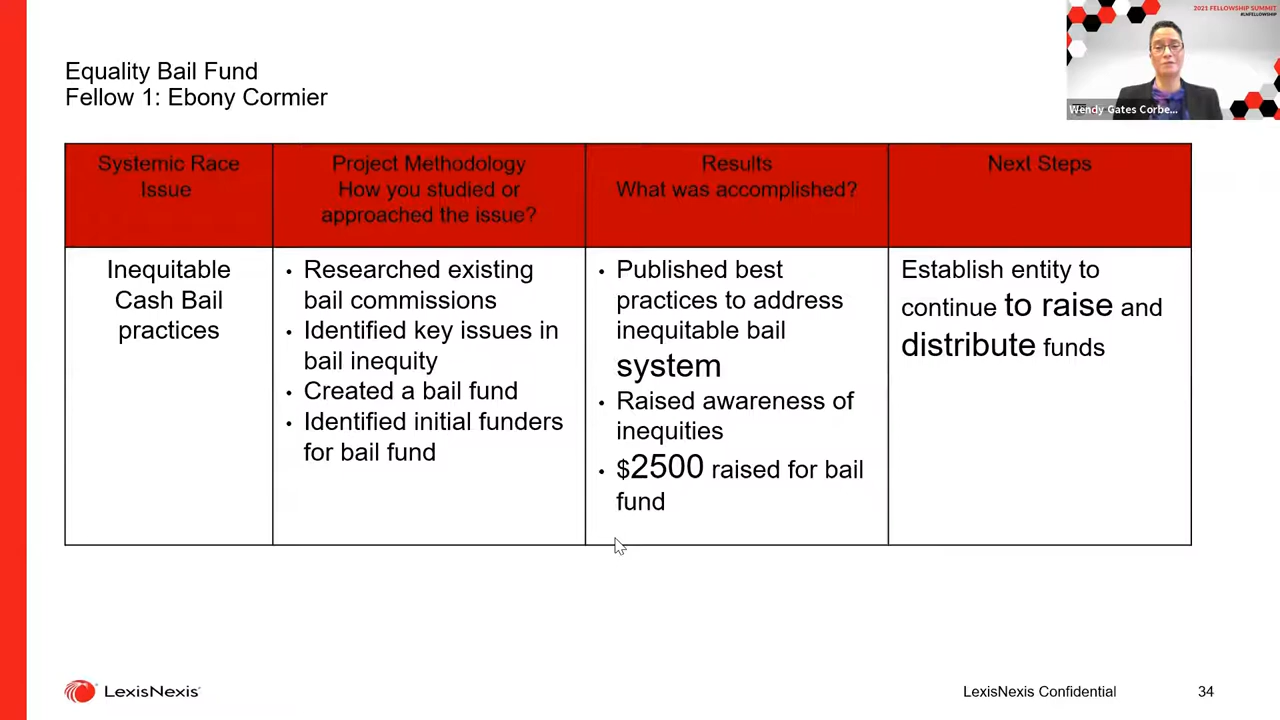 2021 FELLOWSHIP SUMMIT
#LNFELLOWSHIP
Wendy Gates Corbe...
Equality Bail Fund
Fellow 1: Ebony Cormier
Systemic Race
Issue
Project Methodology
How you studied or
approached the issue?
Results
What was accomplished?
Next Steps
Inequitable
Cash Bail
practices
• Researched existing
bail commissions
• Identified key issues in
bail inequity
• Created a bail fund
• Identified initial funders
for bail fund
• Published best
practices to address
inequitable bail
system
• Raised awareness of
inequities
• $2500 raised for bail
fund
Establish entity to
continue to raise and
distribute funds
LexisNexis
LexisNexis Confidential
34